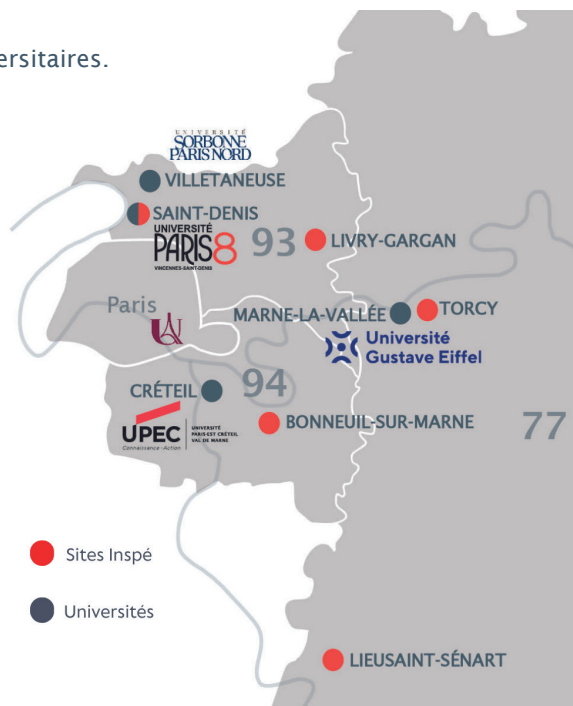 ersitaires.
UNIVERSITÉ
SORBONNE
PARIS NORD
VILLETANEUSE
SAINT-DENIS
UNIVERSITÉ
PARIS8
VINCENNES-SAINT-DENIS
93
LIVRY-GARGAN
Paris
MARNE-LA-VALLÉE
TORCY
Université
Gustave Eiffel
CRÉTEIL
94
UPEC
Connaissance - Action
UNIVERSITÉ
PARIS-EST CRÉTEIL
VAL DE MARNE
BONNEUIL-SUR-MARNE
77
Sites Inspé
Universités
LIEUSAINT-SÉNART